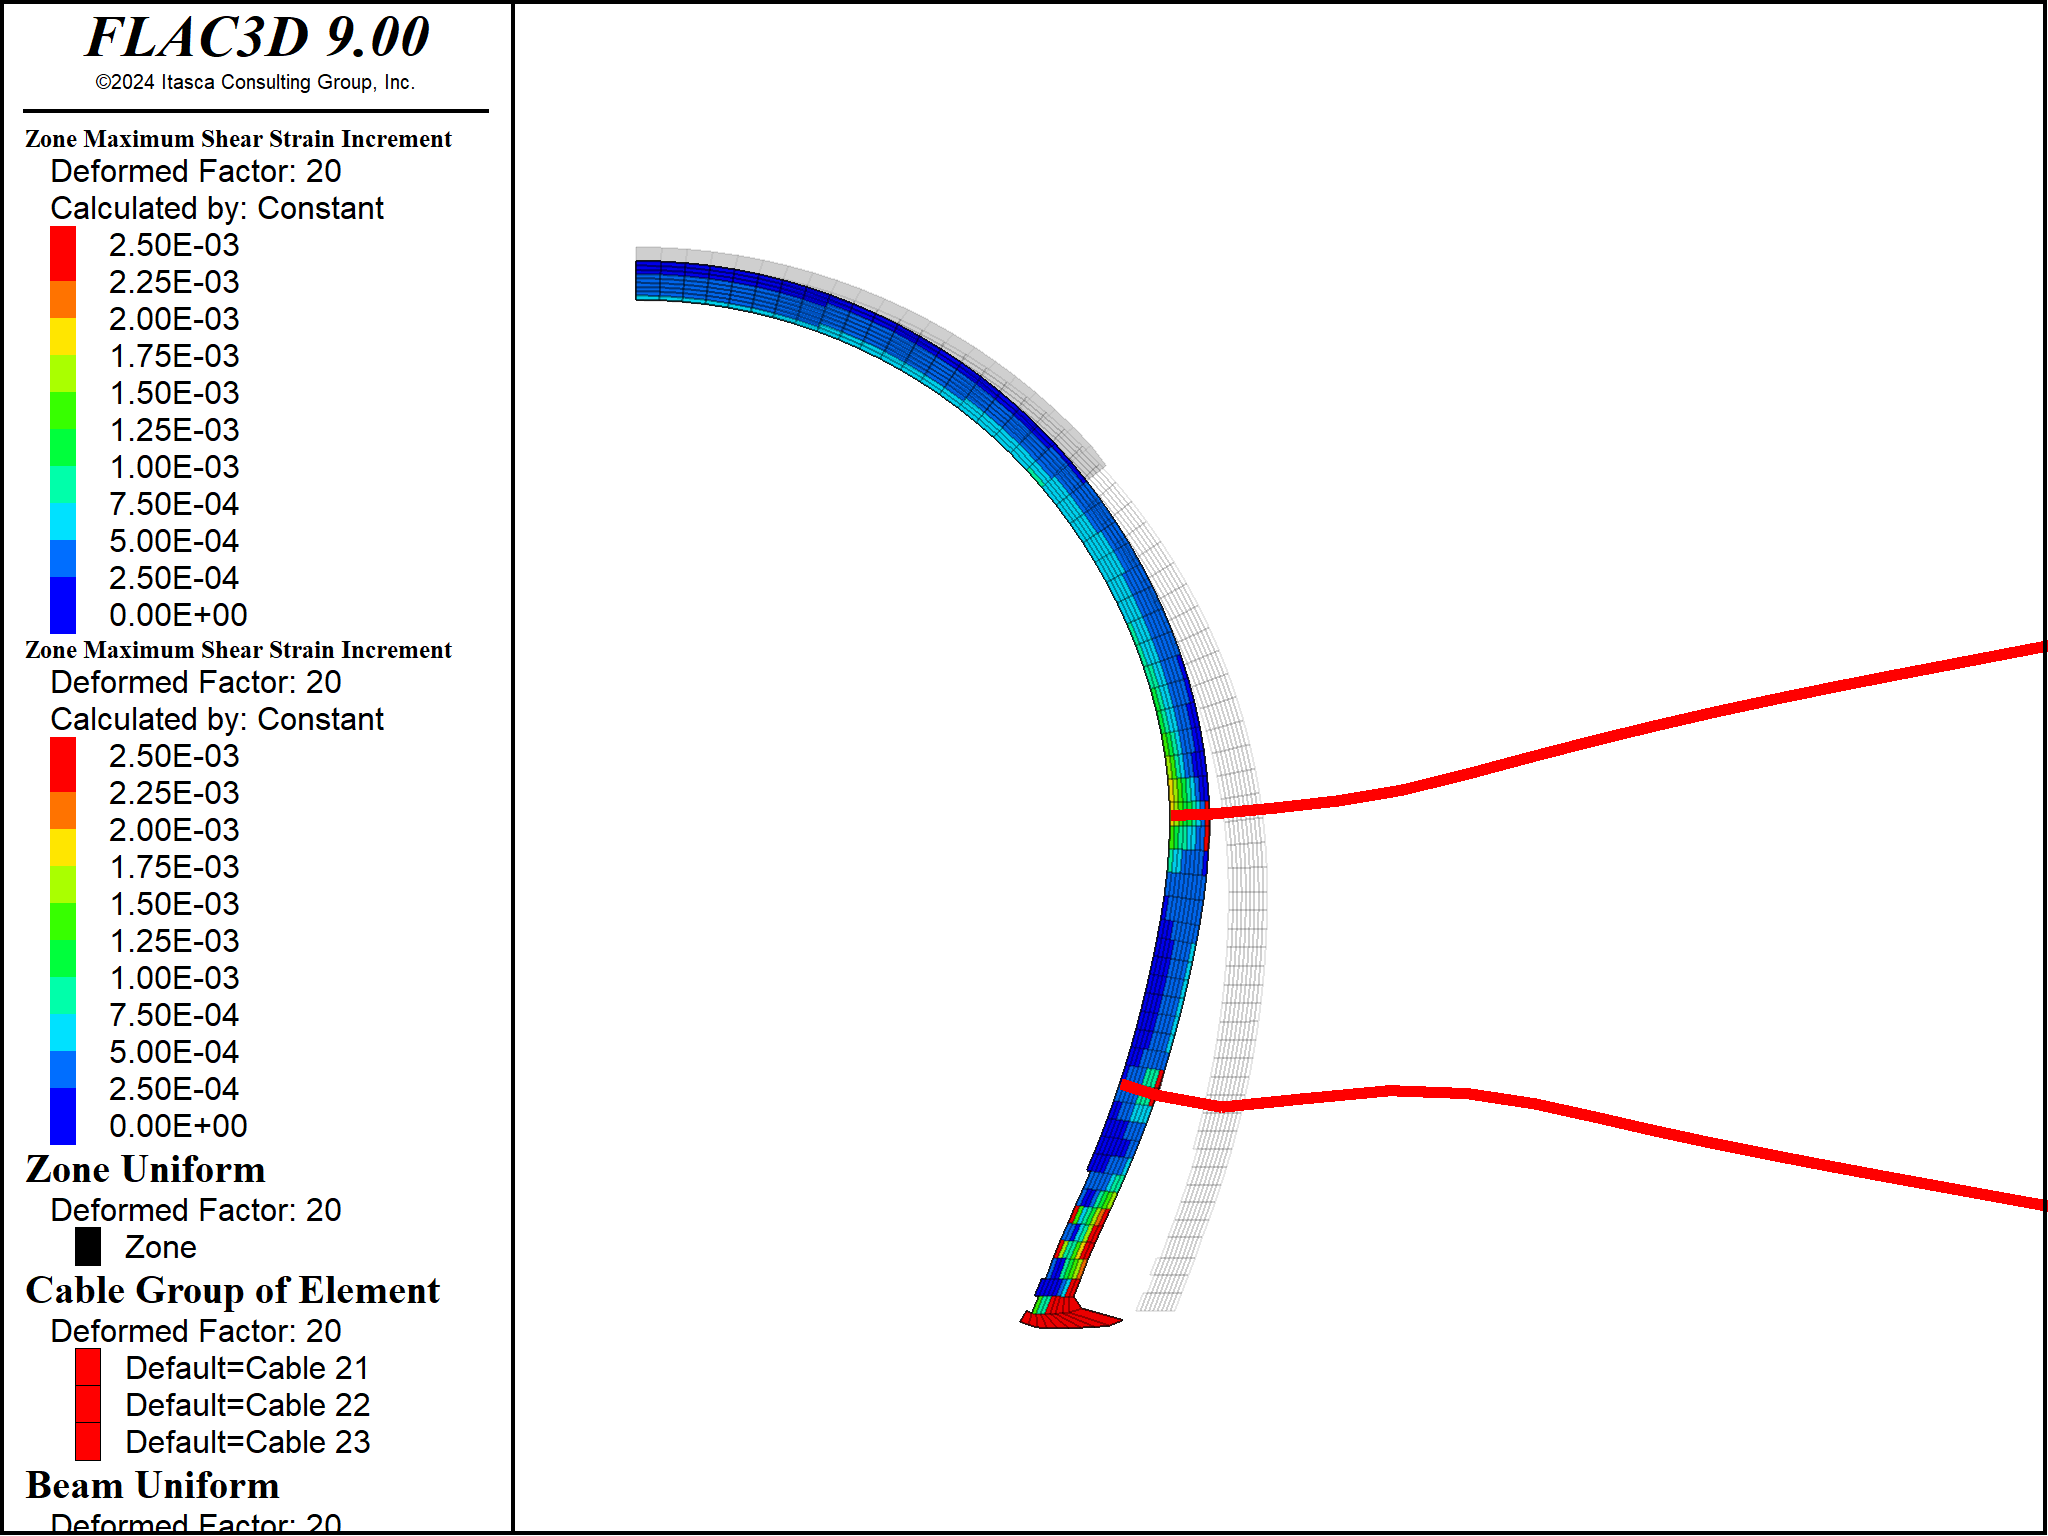 FLAC3D 9.00
©2024 Itasca Consulting Group, Inc.
Zone Maximum Shear Strain Increment
Deformed Factor: 20
Calculated by: Constant
2.50E-03
2.25E-03
2.00E-03
1.75E-03
1.50E-03
1.25E-03
1.00E-03
7.50E-04
5.00E-04
2.50E-04
0.00E+00
Zone Maximum Shear Strain Increment
Deformed Factor: 20
Calculated by: Constant
2.50E-03
2.25E-03
2.00E-03
1.75E-03
1.50E-03
1.25E-03
1.00E-03
7.50E-04
5.00E-04
2.50E-04
0.00E+00
Zone Uniform
Deformed Factor: 20
Zone
Cable Group of Element
Deformed Factor: 20
Default=Cable 21
Default=Cable 22
Default=Cable 23
Beam Uniform
Deformed Factor: 20